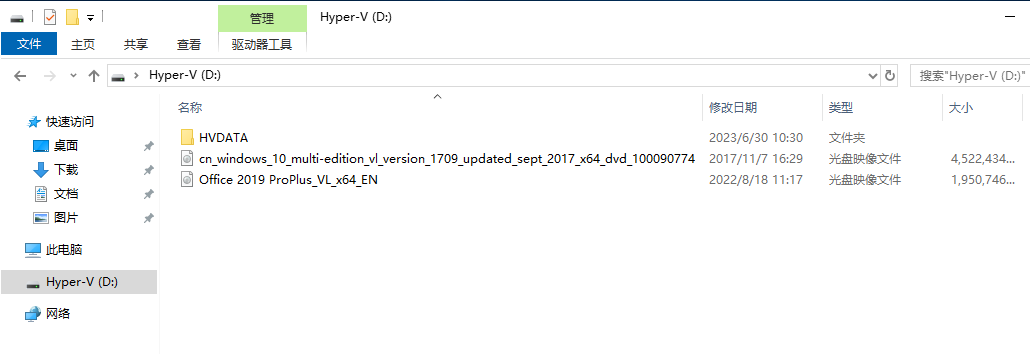 管理
Hyper-V (D:)
文件
主页
共享
查看
驱动器工具
Hyper-V (D:)
搜索"Hyper-V (D:)"
名称
修改日期
类型
大小
快速访问
桌面
下载
文档
图片
此电脑
Hyper-V (D:)
网络
HVDATA 2023/6/30 10:30 文件夹
cn_windows_10_multi-edition_vl_version_1709_updated_sept_2017_x64_dvd_100090774 2017/11/7 16:29 光盘映像文件 4,522,434...
Office 2019 ProPlus_VL_x64_EN 2022/8/18 11:17 光盘映像文件 1,950,746...